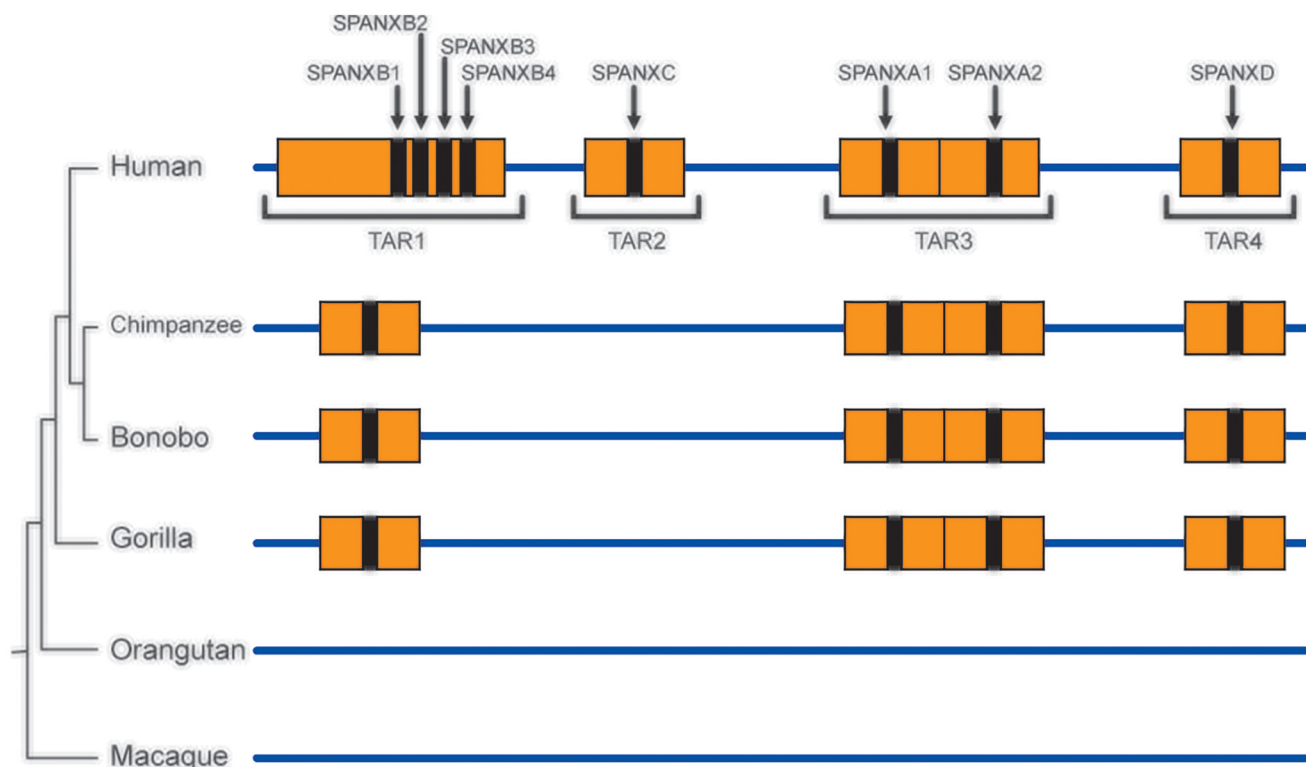 SPANXB2
SPANXB3
SPANXB1
SPANXB4
SPANXC
SPANXA1
SPANXA2
SPANXD
Human
TAR1
TAR2
TAR3
TAR4
Chimpanzee
Bonobo
Gorilla
Orangutan
Macaque